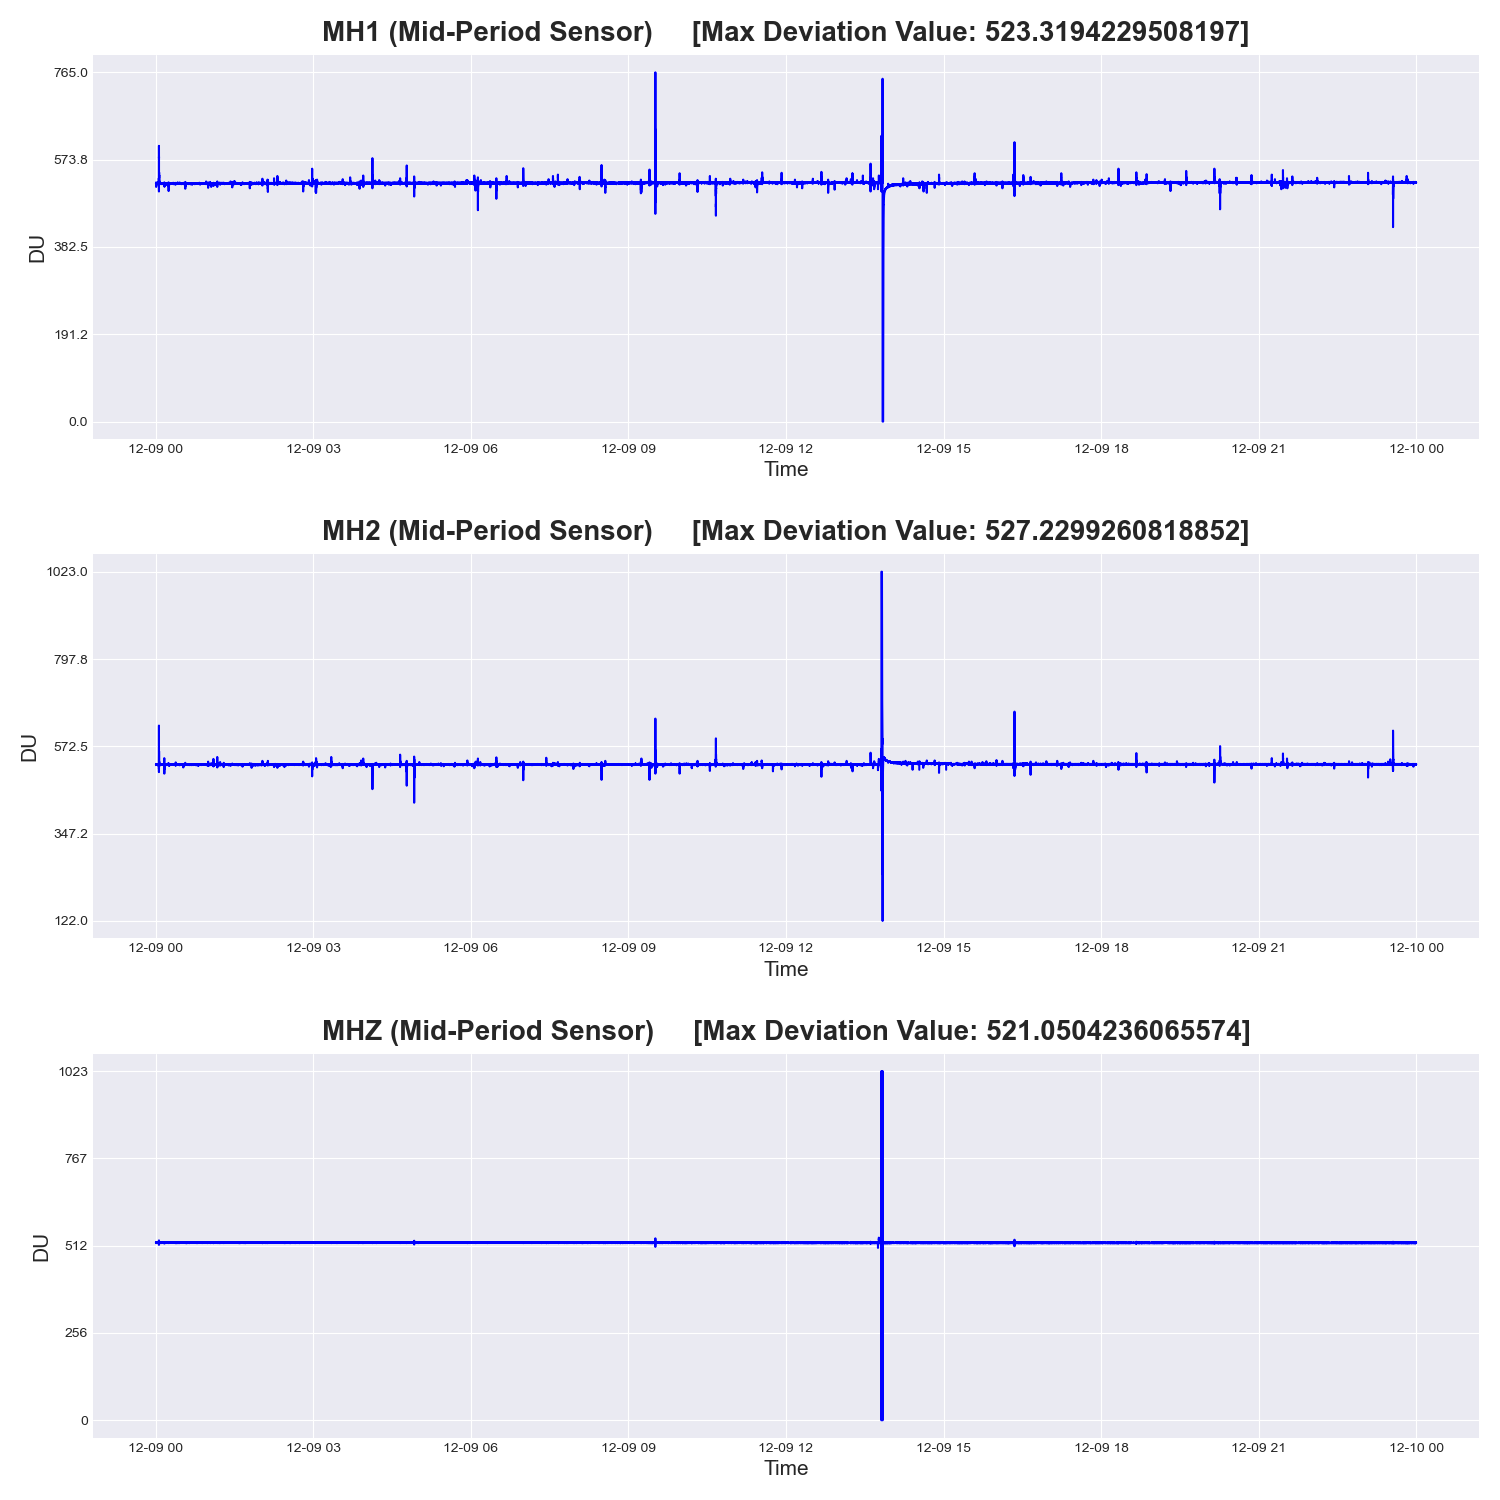 MH1 (Mid-Period Sensor) [Max Deviation Value: 523.3194229508197]
765.0
573.8
382.5
191.2
0.0
DU
12-09 00 12-09 03 12-09 06 12-09 09 12-09 12 12-09 15 12-09 18 12-09 21 12-10 00
Time
MH2 (Mid-Period Sensor) [Max Deviation Value: 527.2299260818852]
1023.0
797.8
572.5
347.2
122.0
DU
12-09 00 12-09 03 12-09 06 12-09 09 12-09 12 12-09 15 12-09 18 12-09 21 12-10 00
Time
MHZ (Mid-Period Sensor) [Max Deviation Value: 521.0504236065574]
1023
767
512
256
0
DU
12-09 00 12-09 03 12-09 06 12-09 09 12-09 12 12-09 15 12-09 18 12-09 21 12-10 00
Time